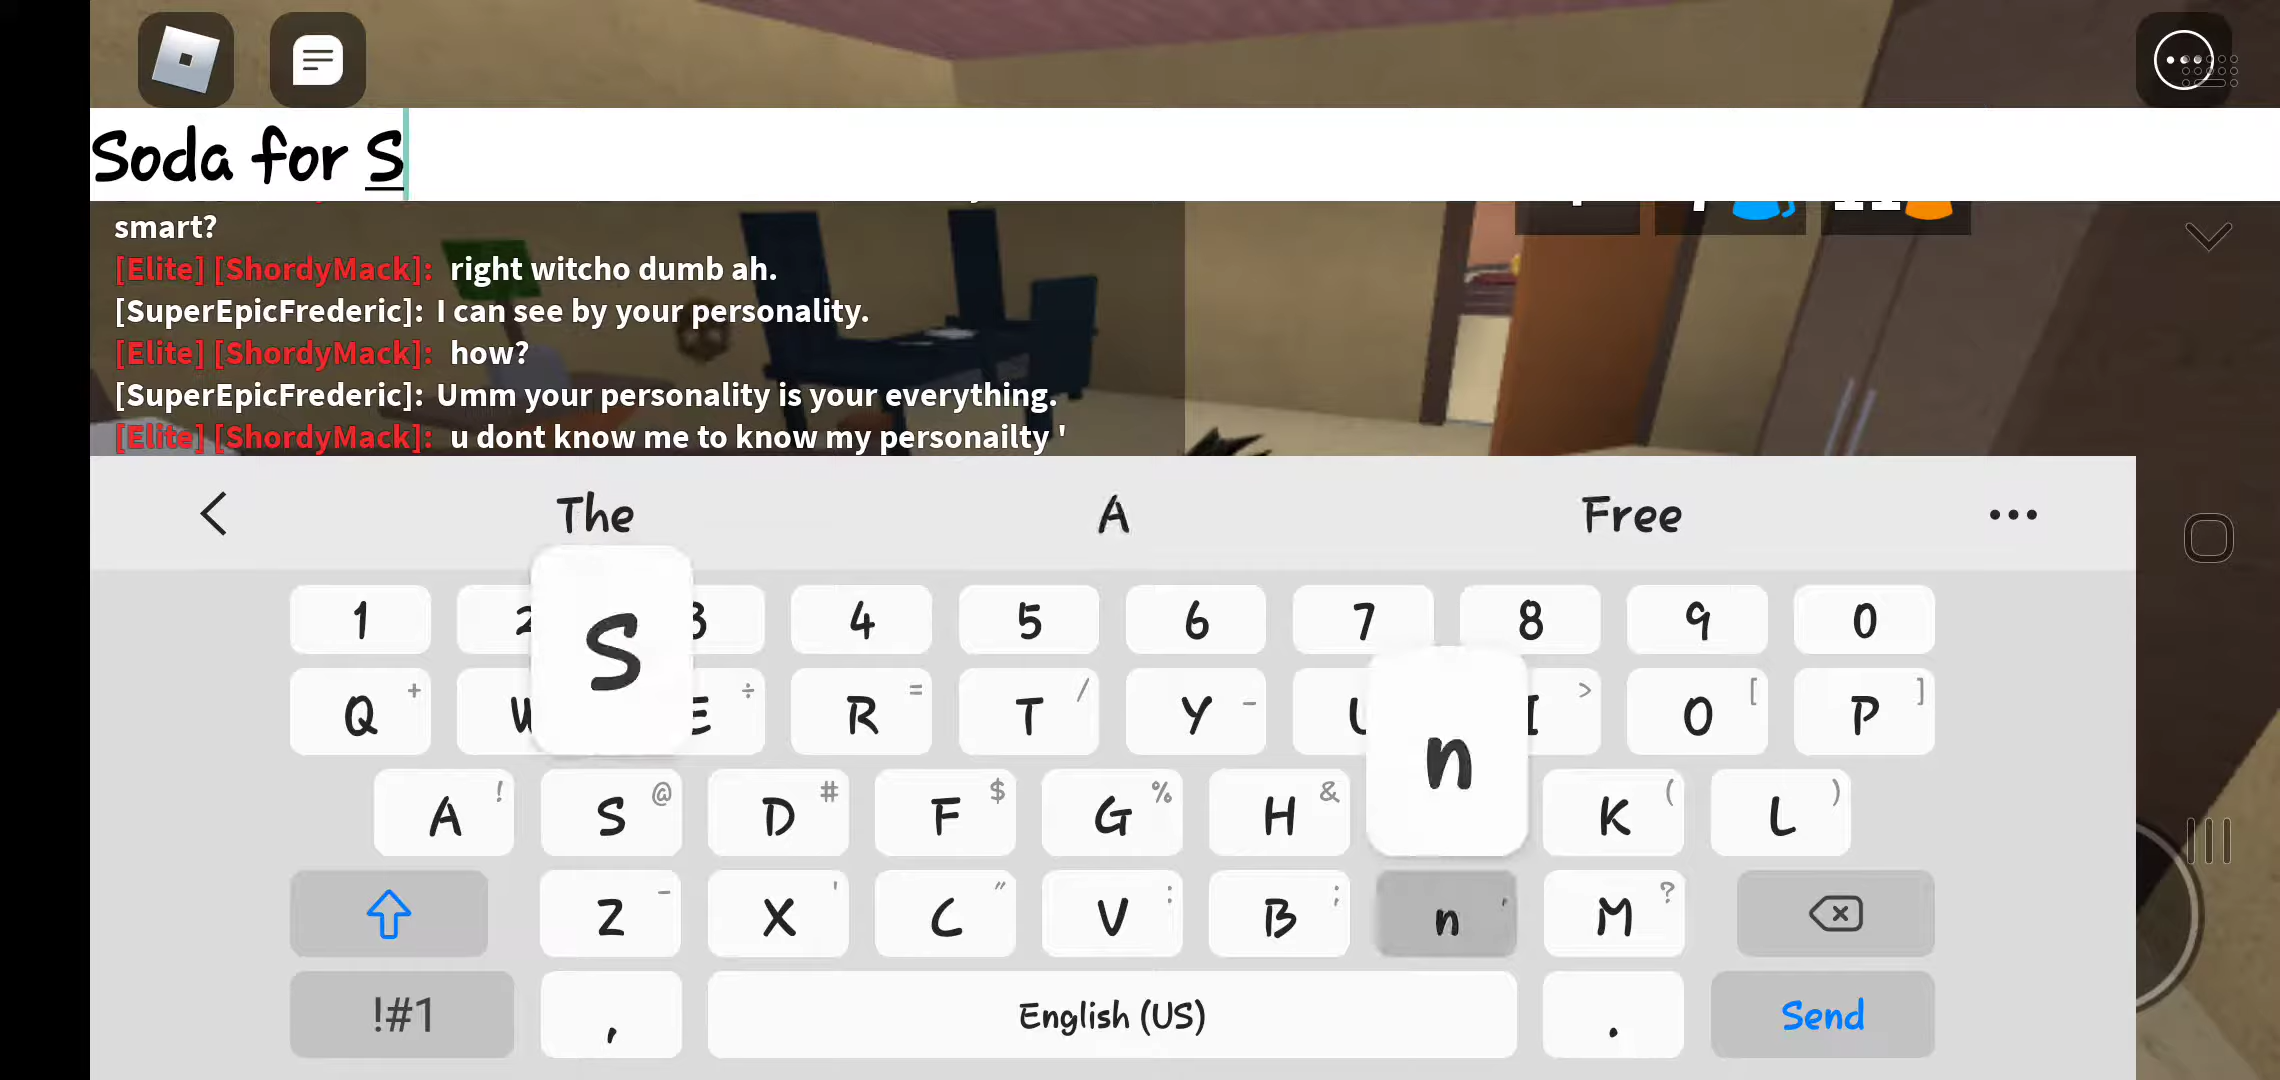 Soda for S
smart?
[Elite] [ShordyMack]: right witcho dumb ah.
[SuperEpicFrederic]: I can see by your personality.
[Elite] [ShordyMack]: how?
[SuperEpicFrederic]: Umm your personality is your everything.
[Elite] [ShordyMack]: u dont know me to know my personailty '
The A Free
1 2 3 4 5 6 7 8 9 0
S
Q + W E ÷ R = T / Y - U I > O [ P ]
n
A ! S @ D # F $ G % H & K ( L )
Z - X ' C " V : B ; n , M ?
!#1 , English (US) . Send